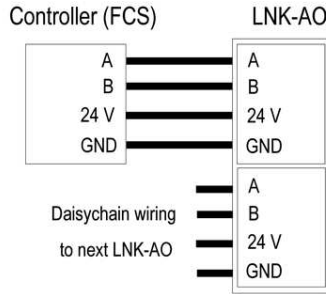 Controller (FCS)
LNK-AO
A
B
24 V
GND
A
B
24 V
GND
A
B
24 V
GND
Daisychain wiring
to next LNK-AO